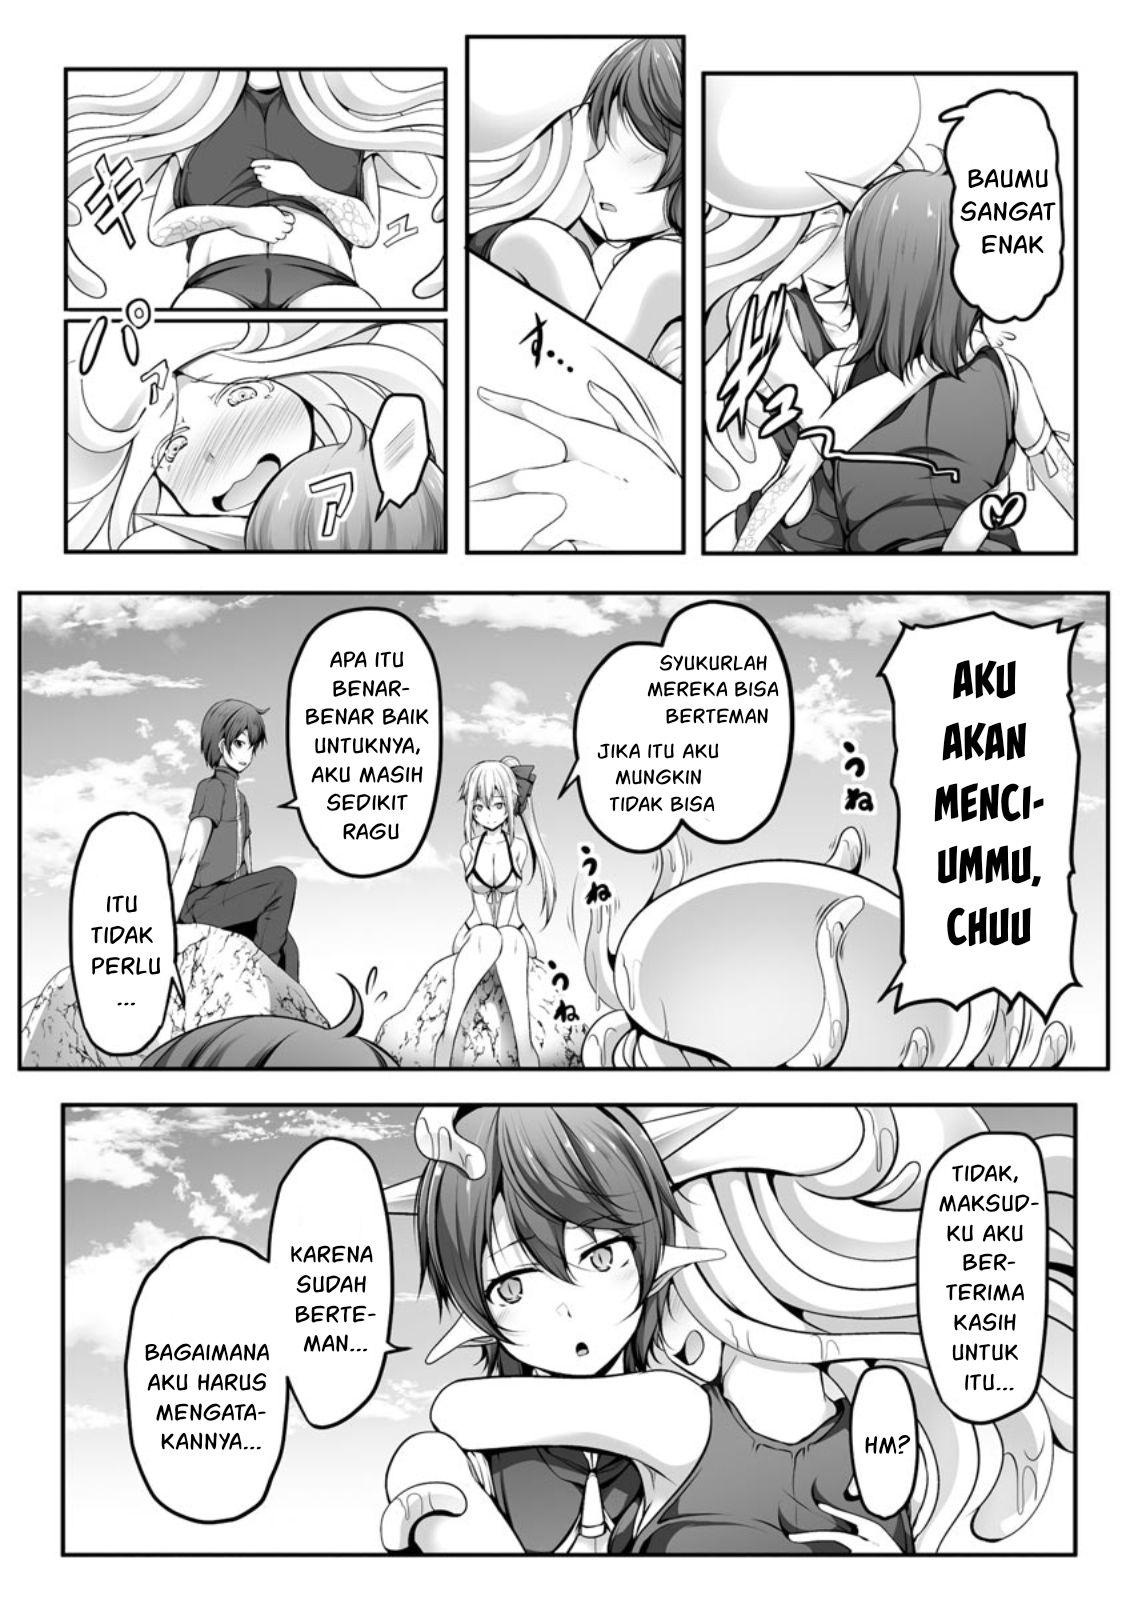 BAUMU
SANGAT
ENAK
ギュ
す…
ギュ
パァァ
AKU
AKAN
MENCI-
UMMU,
CHUU
SYUKURLAH
MEREKA BISA
BERTEMAN
JIKA ITU AKU
MUNGKIN
TIDAK BISA
うね
うね
うね
APA ITU
BENAR-
BENAR BAIK
UNTUKNYA,
AKU MASIH
SEDIKIT
RAGU
ITU
TIDAK
PERLU
...
TIDAK,
MAKSUD-
KU AKU
BER-
TERIMA
KASIH
UNTUK
ITU...
HM?
KARENA
SUDAH
BERTE-
MAN...
BAGAIMANA
AKU HARUS
MENGATA-
KANNYA...